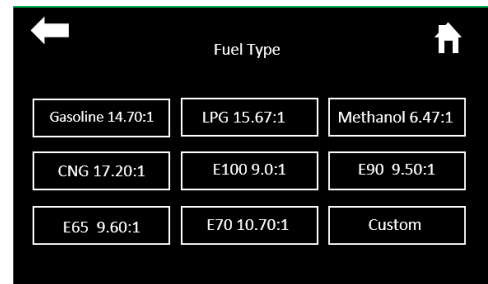 Fuel Type
Gasoline 14.70:1
LPG 15.67:1
Methanol 6.47:1
CNG 17.20:1
E100 9.0:1
E90 9.50:1
E65 9.60:1
E70 10.70:1
Custom